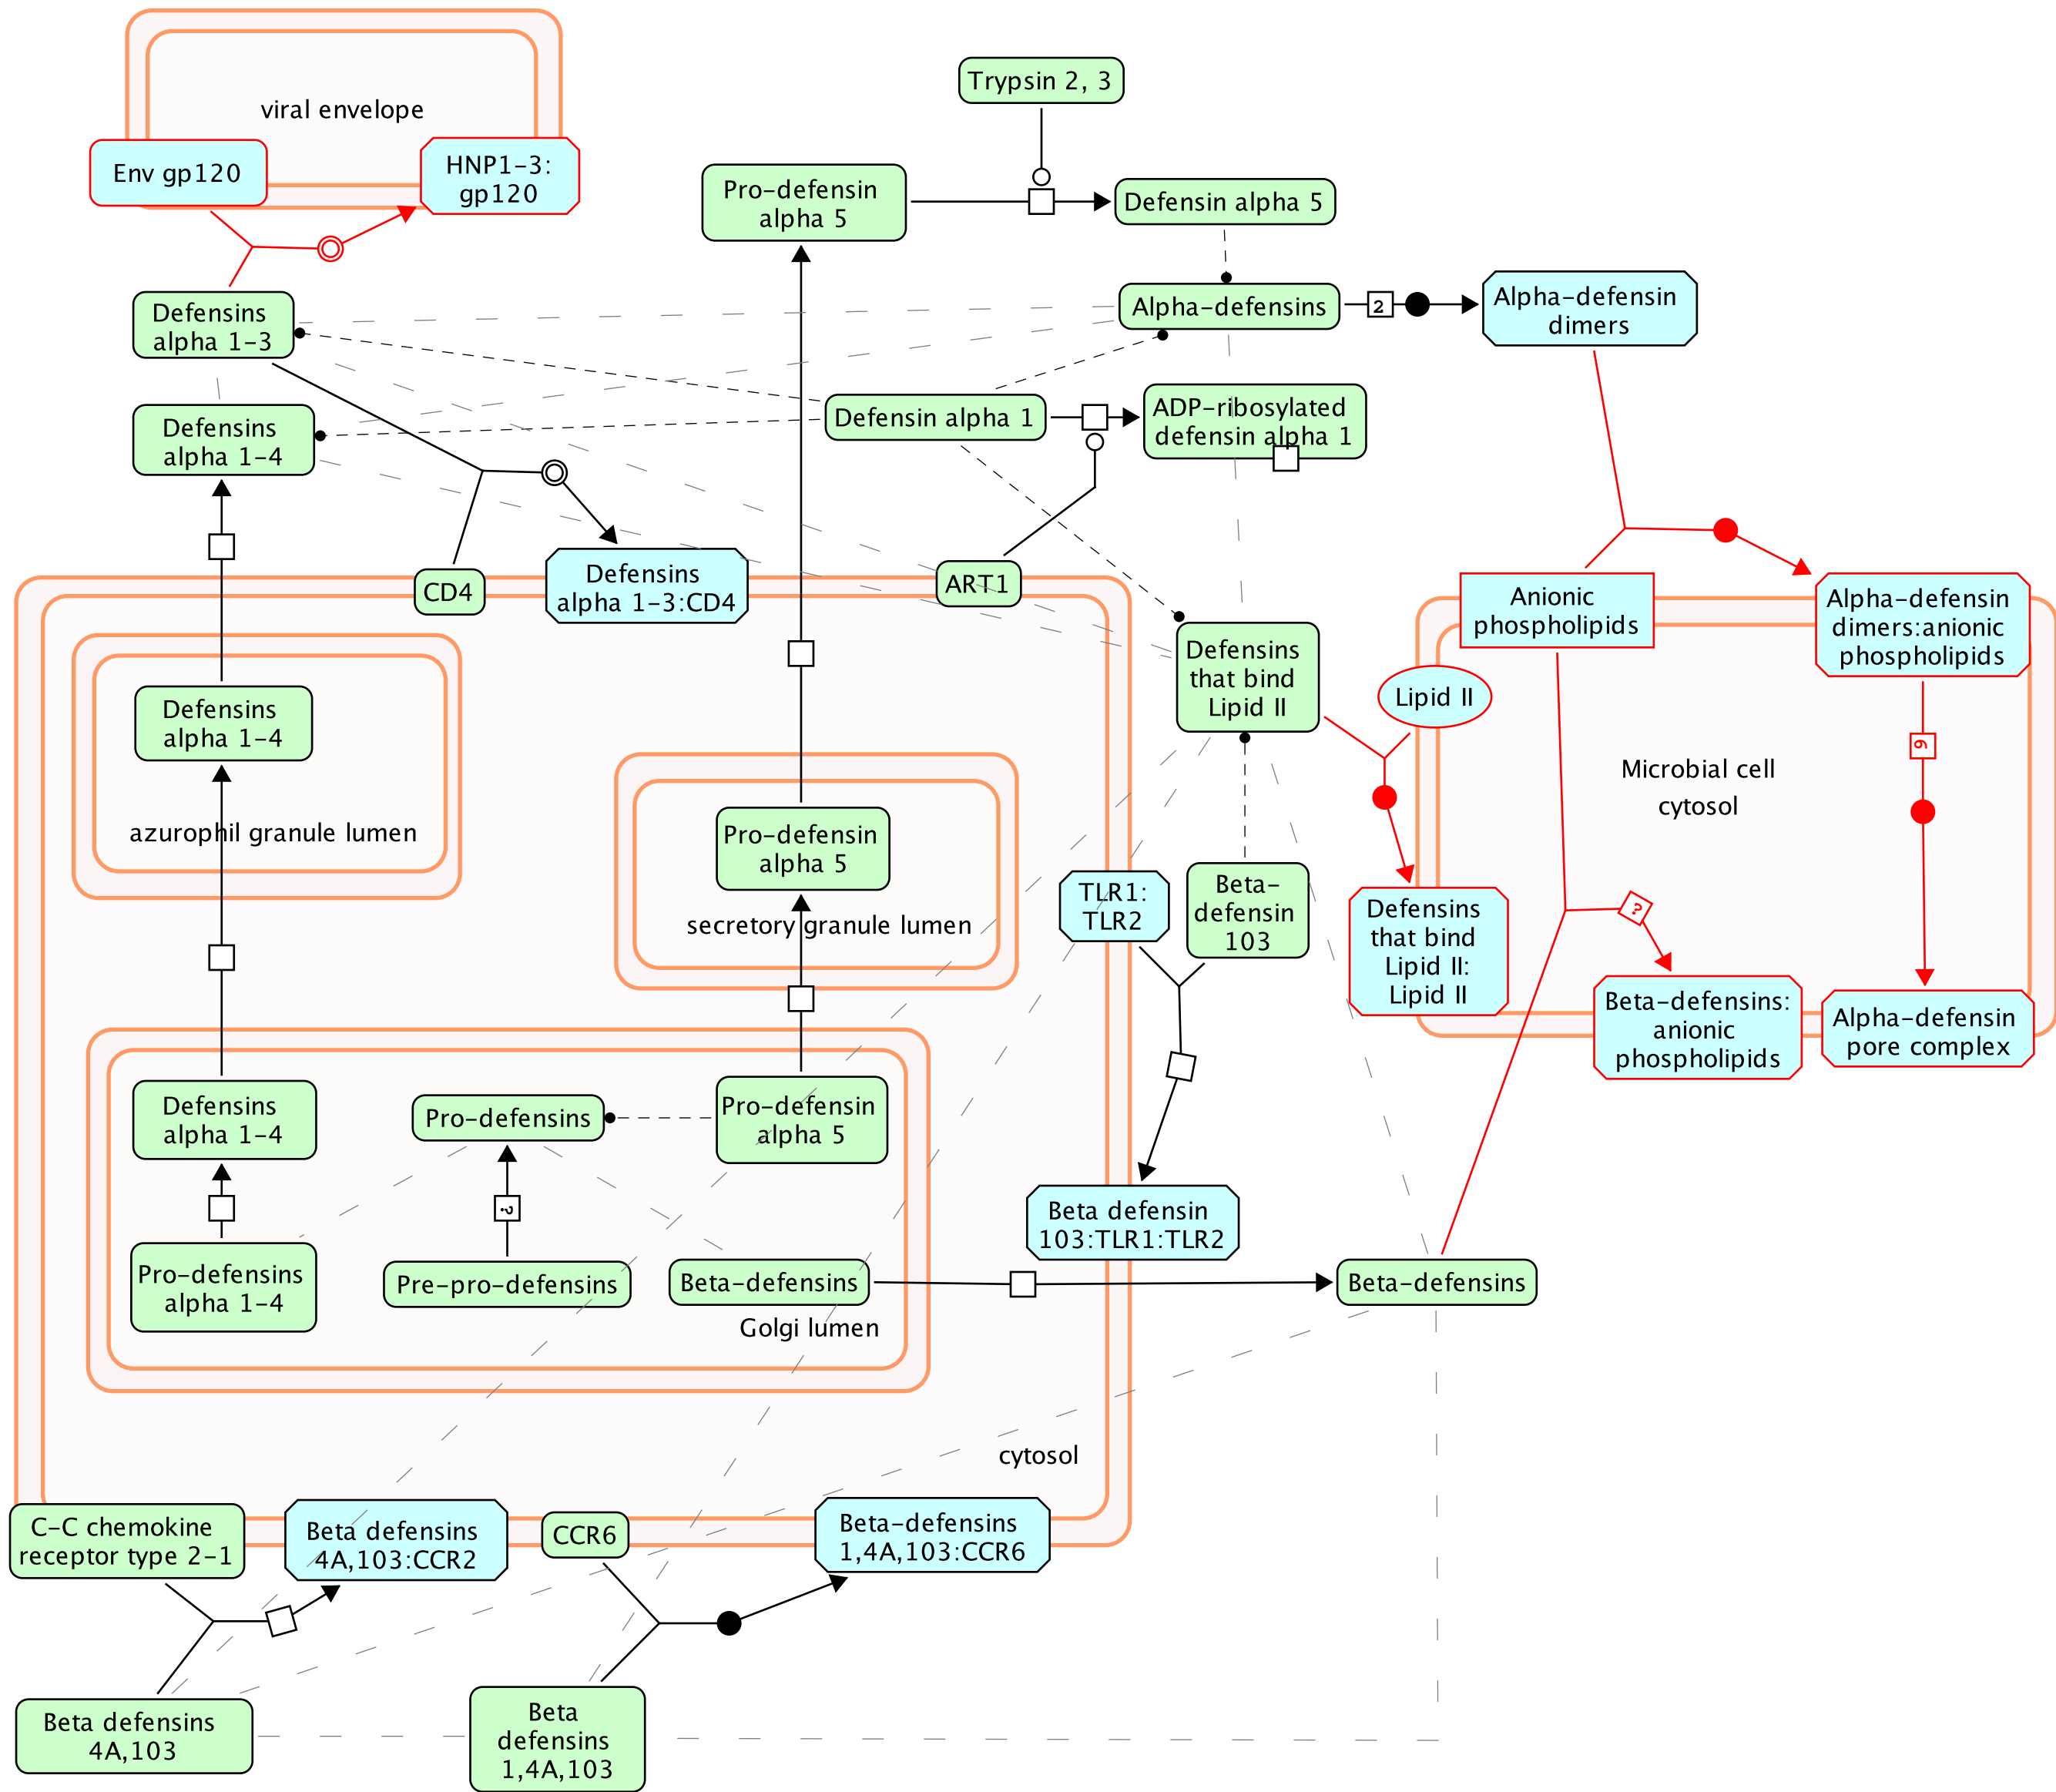 Trypsin 2, 3
viral envelope
Env gp120
HNP1-3:
gp120
Pro-defensin
alpha 5
Defensin alpha 5
Defensins
alpha 1-3
Alpha-defensins
2
Alpha-defensin
dimers
Defensins
alpha 1-4
Defensin alpha 1
ADP-ribosylated
defensin alpha 1
CD4
Defensins
alpha 1-3:CD4
ART1
Anionic
phospholipids
Alpha-defensin
dimers:anionic
phospholipids
Defensins
that bind
Lipid II
Lipid II
Defensins
alpha 1-4
azurophil granule lumen
Microbial cell
cytosol
6
Pro-defensin
alpha 5
secretory granule lumen
TLR1:
TLR2
Beta-
defensin
103
Defensins
that bind
Lipid II:
Lipid II
?
Beta-defensins:
anionic
phospholipids
Alpha-defensin
pore complex
Defensins
alpha 1-4
Pro-defensins
Pro-defensin
alpha 5
?
Beta defensin
103:TLR1:TLR2
Pro-defensins
alpha 1-4
Pre-pro-defensins
Beta-defensins
Beta-defensins
Golgi lumen
cytosol
C-C chemokine
receptor type 2-1
Beta defensins
4A,103:CCR2
CCR6
Beta-defensins
1,4A,103:CCR6
Beta defensins
4A,103
Beta
defensins
1,4A,103